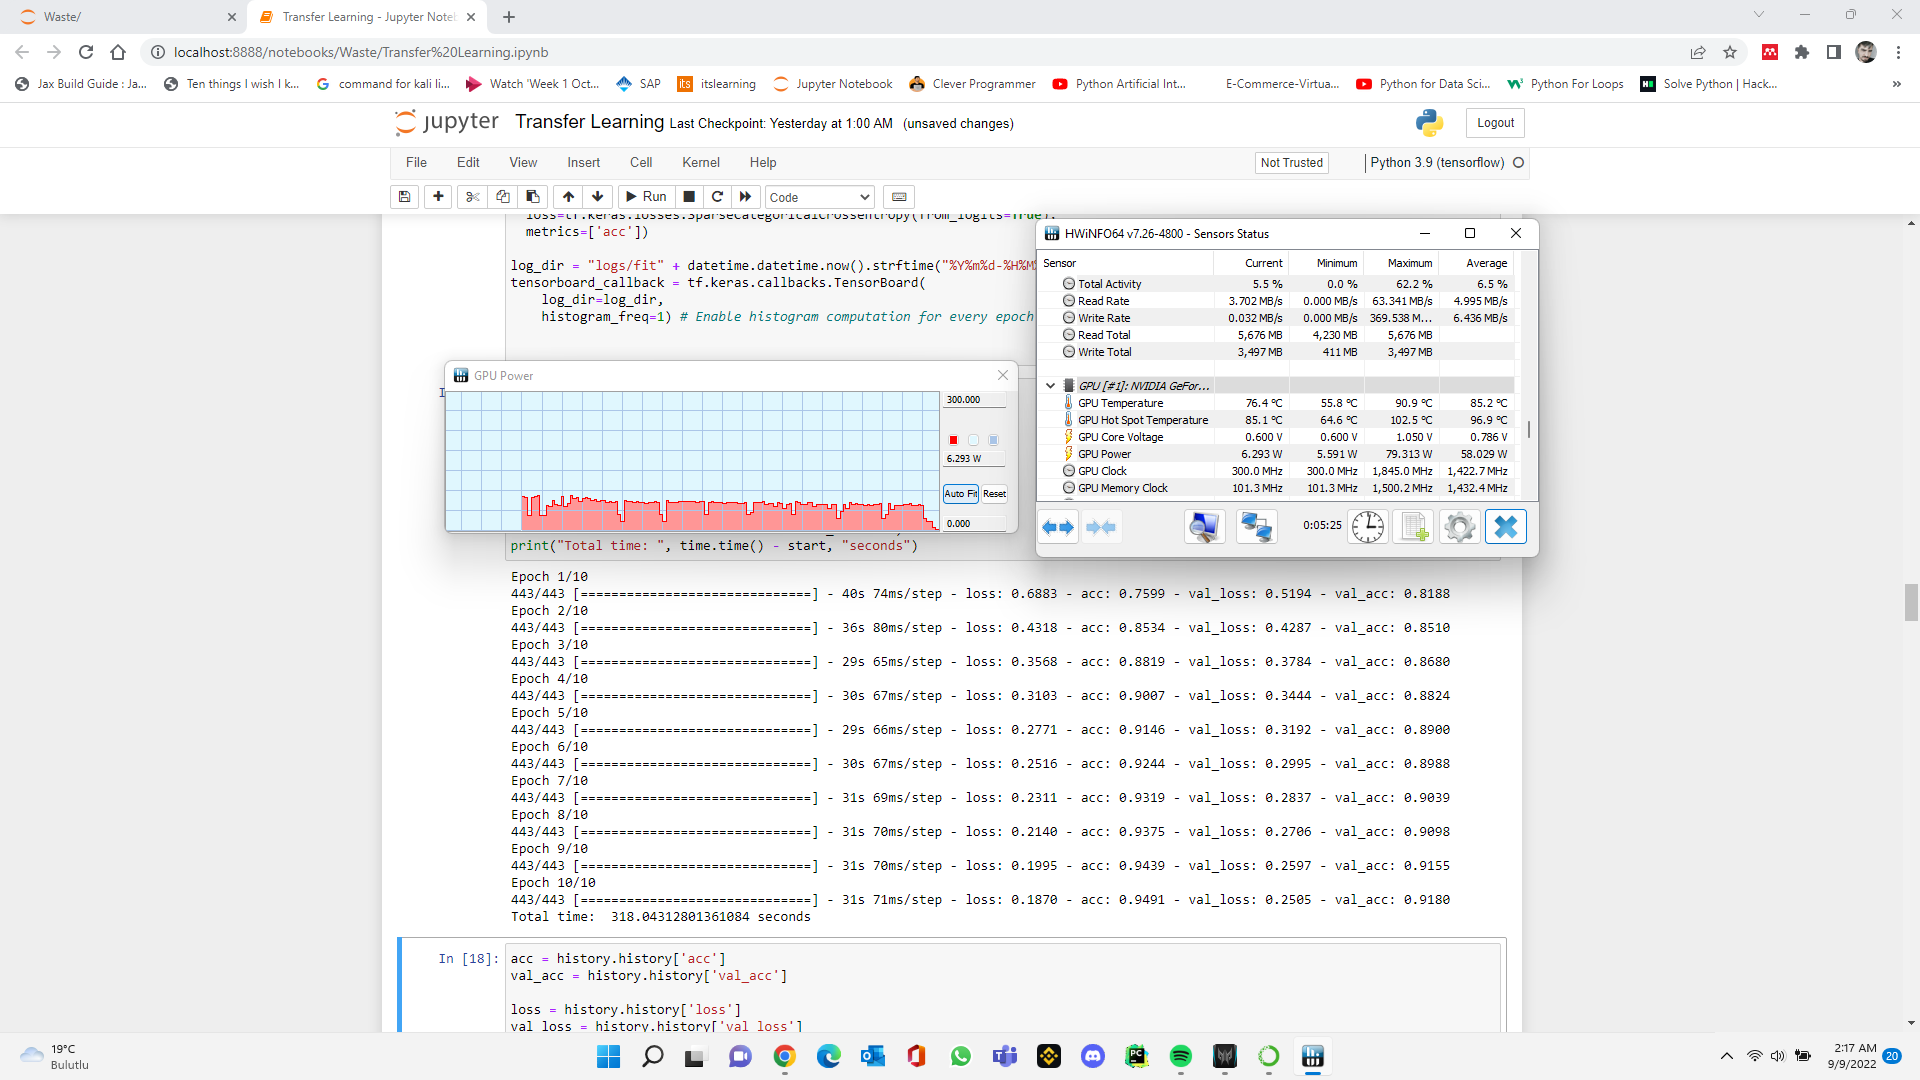 Waste/
Transfer Learning - Jupyter Note
localhost:8888/notebooks/Waste/Transfer%20Learning.ipynb
Jax Build Guide : Ja...
Ten things I wish I k...
command for kali li...
Watch 'Week 1 Oct...
SAP
its
itslearning
Jupyter Notebook
Clever Programmer
Python Artificial Int...
E-Commerce-Virtua...
Python for Data Sci...
Python For Loops
Solve Python | Hack...
»
jupyter Transfer Learning Last Checkpoint: Yesterday at 1:00 AM (unsaved changes)
Logout
File Edit View Insert Cell Kernel Help
Not Trusted
Python 3.9 (tensorflow)
Run
Code
loss=tf.keras.losses.SparseCategoricalCrossentropy(from_logits=True),
metrics=['acc'])
log_dir = "logs/fit" + datetime.datetime.now().strftime("%Y%m%d-%H%M
tensorboard_callback = tf.keras.callbacks.TensorBoard(
log_dir=log_dir,
histogram_freq=1) # Enable histogram computation for every epoch
GPU Power
300.000
6.293 W
Auto Fit Reset
0.000
HWiNFO64 v7.26-4800 - Sensors Status
Sensor Current Minimum Maximum Average
Total Activity 5.5 % 0.0 % 62.2 % 6.5 %
Read Rate 3.702 MB/s 0.000 MB/s 63.341 MB/s 4.995 MB/s
Write Rate 0.032 MB/s 0.000 MB/s 369.538 M... 6.436 MB/s
Read Total 5,676 MB 4,230 MB 5,676 MB
Write Total 3,497 MB 411 MB 3,497 MB
GPU [#1]: NVIDIA GeFor...
GPU Temperature 76.4 °C 55.8 °C 90.9 °C 85.2 °C
GPU Hot Spot Temperature 85.1 °C 64.6 °C 102.5 °C 96.9 °C
GPU Core Voltage 0.600 V 0.600 V 1.050 V 0.786 V
GPU Power 6.293 W 5.591 W 79.313 W 58.029 W
GPU Clock 300.0 MHz 300.0 MHz 1,845.0 MHz 1,422.7 MHz
GPU Memory Clock 101.3 MHz 101.3 MHz 1,500.2 MHz 1,432.4 MHz
0:05:25
print("Total time: ", time.time() - start, "seconds")
Epoch 1/10
443/443 [==============================] - 40s 74ms/step - loss: 0.6883 - acc: 0.7599 - val_loss: 0.5194 - val_acc: 0.8188
Epoch 2/10
443/443 [==============================] - 36s 80ms/step - loss: 0.4318 - acc: 0.8534 - val_loss: 0.4287 - val_acc: 0.8510
Epoch 3/10
443/443 [==============================] - 29s 65ms/step - loss: 0.3568 - acc: 0.8819 - val_loss: 0.3784 - val_acc: 0.8680
Epoch 4/10
443/443 [==============================] - 30s 67ms/step - loss: 0.3103 - acc: 0.9007 - val_loss: 0.3444 - val_acc: 0.8824
Epoch 5/10
443/443 [==============================] - 29s 66ms/step - loss: 0.2771 - acc: 0.9146 - val_loss: 0.3192 - val_acc: 0.8900
Epoch 6/10
443/443 [==============================] - 30s 67ms/step - loss: 0.2516 - acc: 0.9244 - val_loss: 0.2995 - val_acc: 0.8988
Epoch 7/10
443/443 [==============================] - 31s 69ms/step - loss: 0.2311 - acc: 0.9319 - val_loss: 0.2837 - val_acc: 0.9039
Epoch 8/10
443/443 [==============================] - 31s 70ms/step - loss: 0.2140 - acc: 0.9375 - val_loss: 0.2706 - val_acc: 0.9098
Epoch 9/10
443/443 [==============================] - 31s 70ms/step - loss: 0.1995 - acc: 0.9439 - val_loss: 0.2597 - val_acc: 0.9155
Epoch 10/10
443/443 [==============================] - 31s 71ms/step - loss: 0.1870 - acc: 0.9491 - val_loss: 0.2505 - val_acc: 0.9180
Total time:  318.04312801361084 seconds
In [18]: acc = history.history['acc']
val_acc = history.history['val_acc']
loss = history.history['loss']
val_loss = history.history['val_loss']
19°C
Bulutlu
2:17 AM
9/9/2022
20